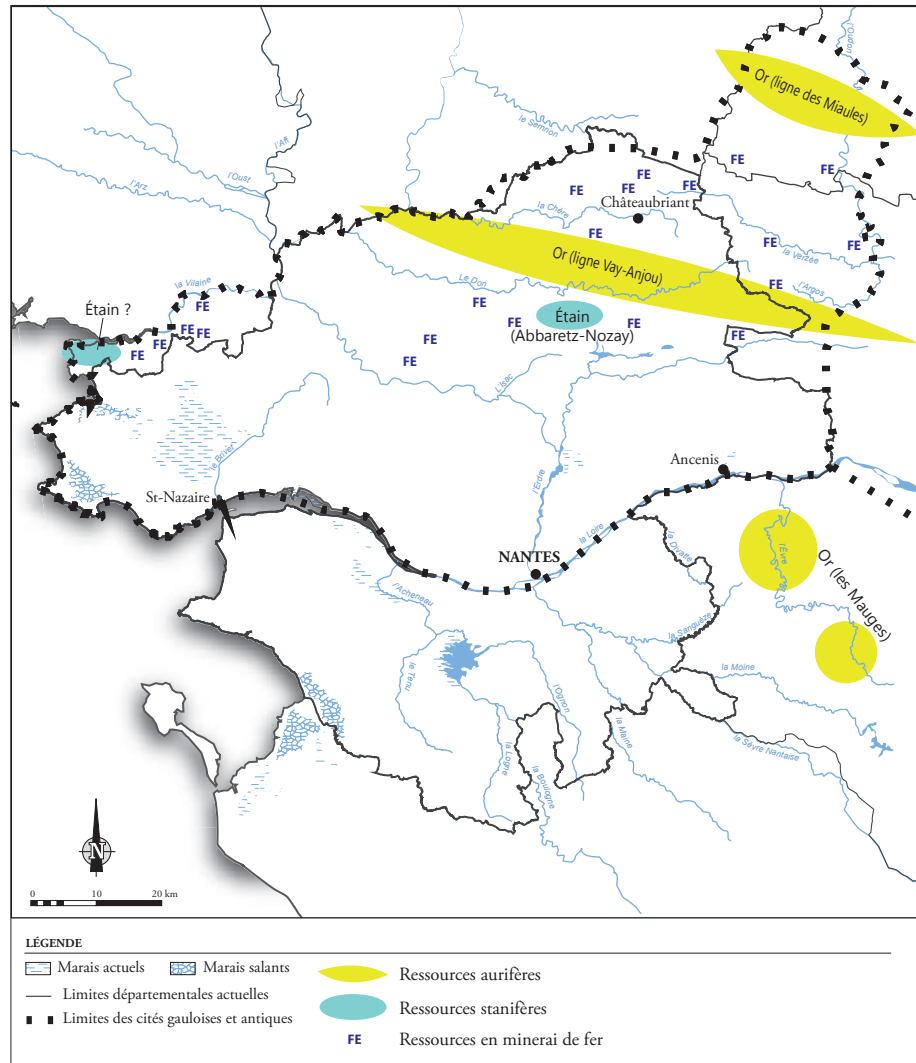 l'Oudon
Or (ligne des Miaules)
le Semnon
l'Aff
l'Oust
l'Arz
FE
FE
FE
FE
FE
FE
Châteaubriant
la Chère
FE
FE
FE
la Verzée
Or (ligne Vay-Anjou)
la Vilaine
Le Don
FE
l'Argos
FE
FE
Étain ?
Étain
(Abbaretz-Nozay)
FE
FE
FE
FE
FE
FE
FE
FE
FE
L'Isac
le Brivet
St-Nazaire
Ancenis
l'Erdre
la Loire
NANTES
la Divatte
l'Èvre
Or (les Mauges)
l'Acheneau
la Sanguèze
le Tenu
la Moine
l'Ognon
la Maine
la Sèvre Nantaise
la Logne
la Boulogne
N
0 10 20 km
LÉGENDE
Marais actuels
Marais salants
Ressources aurifères
Limites départementales actuelles
Ressources stanifères
Limites des cités gauloises et antiques
FE Ressources en minerai de fer